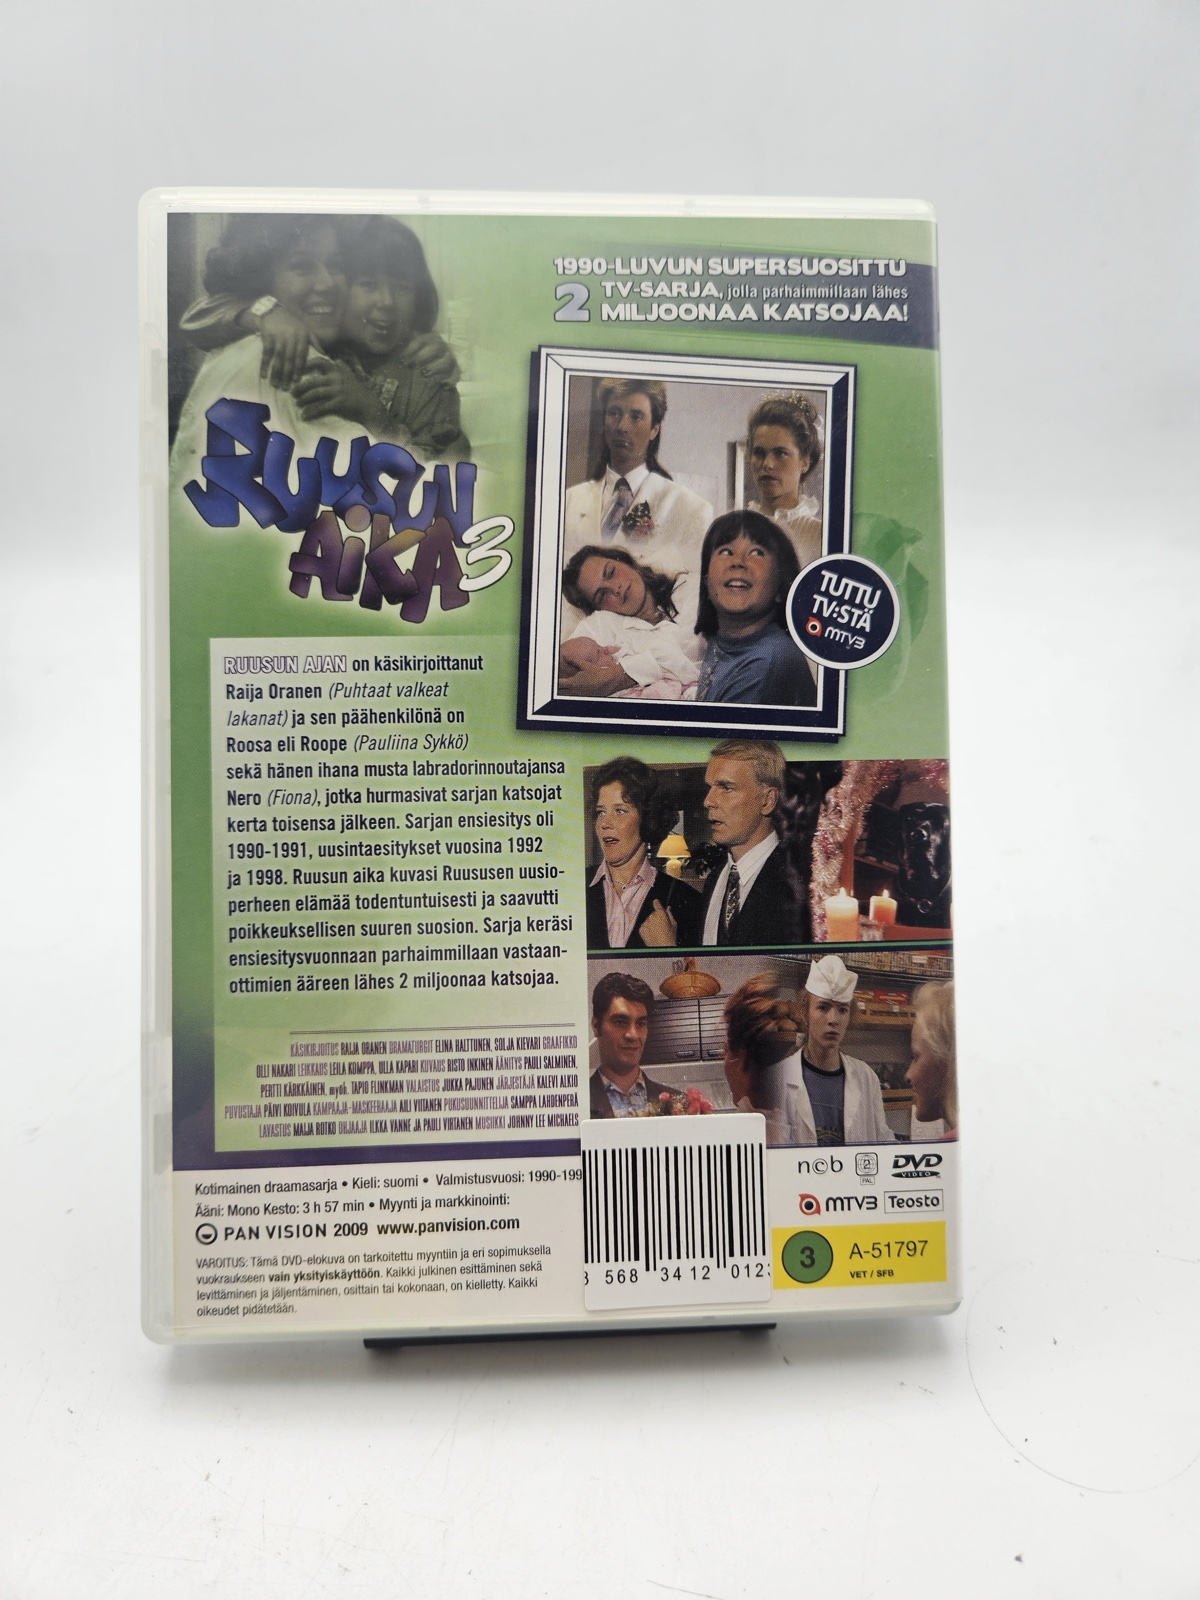 1990-LUVUN SUPERSUOSITTU
TV-SARJA, jolla parhaimmillaan lähes
2 MILJOONAA KATSOJAA!
RUUSUN
AIKA 3
TUTTU
TV:STÄ
MTV3
RUUSUN AJAN on käsikirjoittanut
Raija Oranen (Puhtaat valkeat
lakanat) ja sen päähenkilönä on
Roosa eli Roope (Pauliina Sykkö)
sekä hänen ihana musta labradorinnoutajansa
Nero (Fiona), jotka hurmasivat sarjan katsojat
kerta toisensa jälkeen. Sarjan ensiesitys oli
1990-1991, uusintaesitykset vuosina 1992
ja 1998. Ruusun aika kuvasi Ruususen uusio-
perheen elämää todentuntuisesti ja saavutti
poikkeuksellisen suuren suosion. Sarja keräsi
ensiesitysvuonnaan parhaimmillaan vastaan-
ottimien ääreen lähes 2 miljoonaa katsojaa.
KÄSIKIRJOITUS RAIJA ORANEN DRAMATURGIT ELINA HALTTUNEN, SOLJA KIEVARI GRAAFIKKO
OLLI NAKARI LEIKKAUS LEILA KOMPPA, ULLA KAPARI KUVAUS RISTO INKINEN ÄÄNITYS PAULI SALMINEN,
PERTTI KÄRKKÄINEN, myöh. TAPIO FLINKMAN VALAISTUS JUKKA PAJUNEN JÄRJESTÄJÄ KALEVI ALKIO
PUVUSTAJA PÄIVI KOIVULA KAMPAAJA-MASKEERAAJA AILI VIITANEN PUKUSUUNNITTELIJA SAMPPA LAHDENPERÄ
LAVASTUS MAIJA ROTKO OHJAAJA ILKKA VANNE JA PAULI VIRTANEN MUSIIKKI JOHNNY LEE MICHAELS
Kotimainen draamasarja • Kieli: suomi • Valmistusvuosi: 1990-199
Ääni: Mono Kesto: 3 h 57 min • Myynti ja markkinointi:
PAN VISION 2009 www.panvision.com
VAROITUS: Tämä DVD-elokuva on tarkoitettu myyntiin ja eri sopimuksella
vuokraukseen vain yksityiskäyttöön. Kaikki julkinen esittäminen sekä
levittäminen ja jäljentäminen, osittain tai kokonaan, on kielletty. Kaikki
oikeudet pidätetään.
568 3412 012
ncb 2 PAL DVD VIDEO
MTV3 Teosto
3 A-51797
VET / SFB